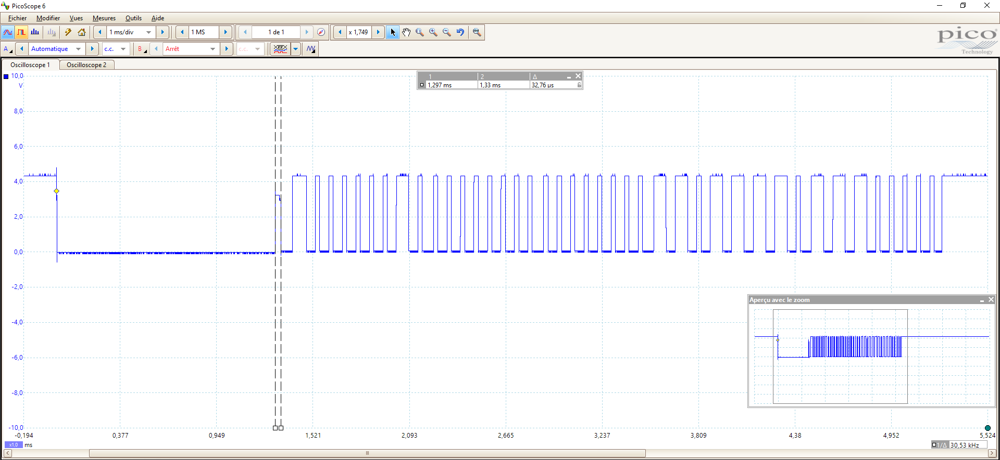 PicoScope 6
Fichier Modifier Vues Mesures Outils Aide
1 ms/div 1 MS 1 de 1 x 1,749
pico
Technology
A Automatique c.c. B Arrêt c.c.
Oscilloscope 1 Oscilloscope 2
10,0
V
8,0
6,0
4,0
2,0
0,0
-2,0
-4,0
-6,0
-8,0
-10,0
1 2 Δ
1,297 ms 1,33 ms 32,76 µs
Aperçu avec le zoom
-0,194 0,377 0,949 1,521 2,093 2,665 3,237 3,809 4,38 4,952 5,524
x1,0 ms
1/Δ 30,53 kHz